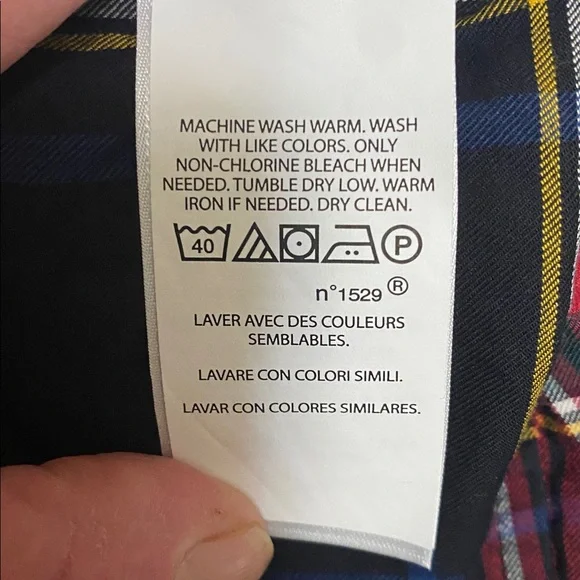 MACHINE WASH WARM. WASH
WITH LIKE COLORS. ONLY
NON-CHLORINE BLEACH WHEN
NEEDED. TUMBLE DRY LOW. WARM
IRON IF NEEDED. DRY CLEAN.
40 P
n°1529 ®
LAVER AVEC DES COULEURS
SEMBLABLES.
LAVARE CON COLORI SIMILI.
LAVAR CON COLORES SIMILARES.